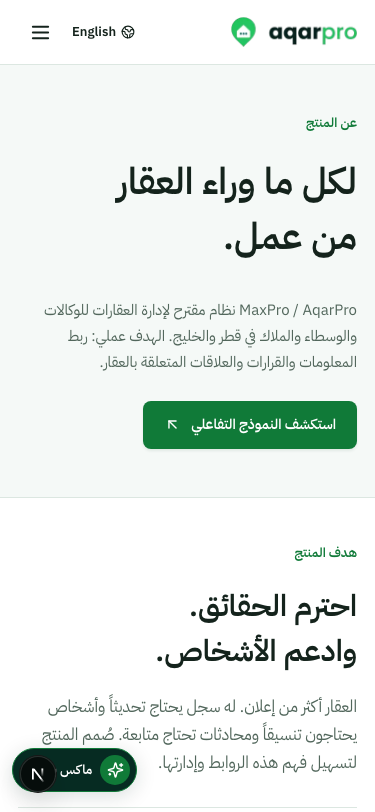 aqarpro
English
عن المنتج
لكل ما وراء العقار
من عمل.
MaxPro / AqarPro نظام مقترح لإدارة العقارات للوكالات
والوسطاء والملاك في قطر والخليج. الهدف عملي: ربط
المعلومات والقرارات والعلاقات المتعلقة بالعقار.
استكشف النموذج التفاعلي
هدف المنتج
احترم الحقائق.
وادعم الأشخاص.
العقار أكثر من إعلان. له سجل يحتاج تحديثاً وأشخاص
يحتاجون تنسيقاً ومحادثات تحتاج متابعة. صُمم المنتج
لتسهيل فهم هذه الروابط وإدارتها.
ماكس
N